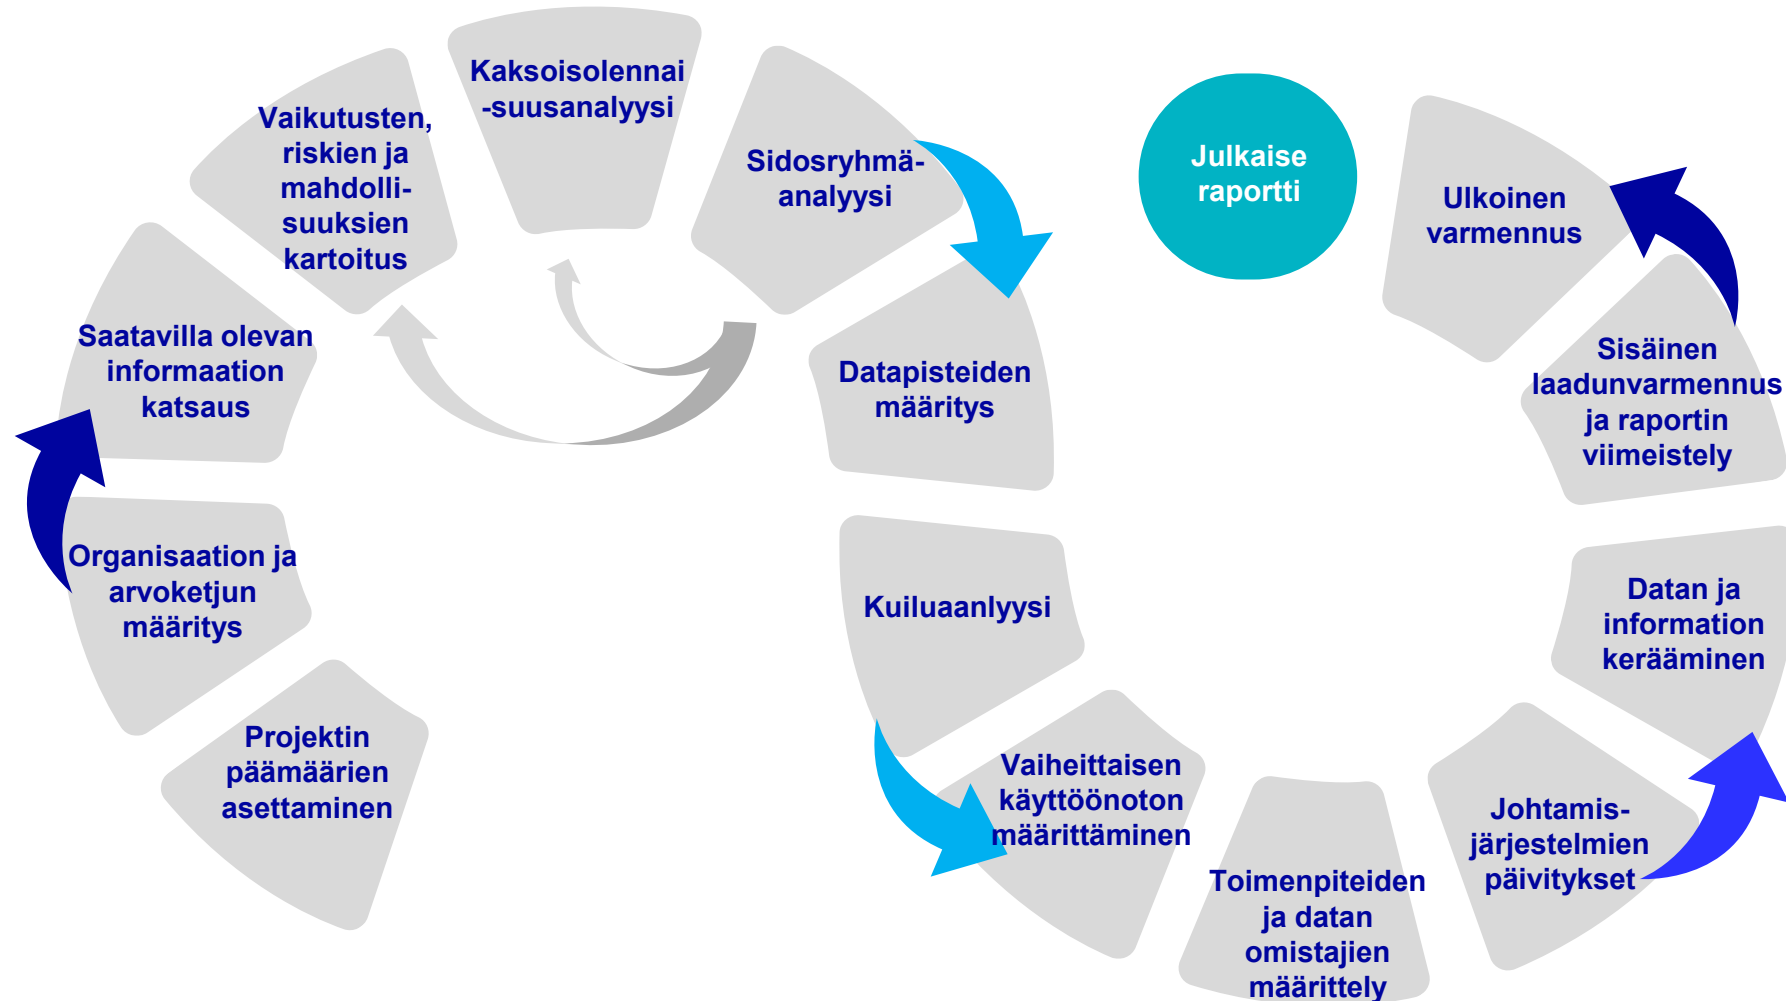 Projektin
päämäärien
asettaminen
Organisaation ja
arvoketjun
määritys
Saatavilla olevan
informaation
katsaus
Vaikutusten,
riskien ja
mahdolli-
suuksien
kartoitus
Kaksoisolennai
-suusanalyysi
Sidosryhmä-
analyysi
Datapisteiden
määritys
Kuiluaanlyysi
Vaiheittaisen
käyttöönoton
määrittäminen
Toimenpiteiden
ja datan
omistajien
määrittely
Johtamis-
järjestelmien
päivitykset
Datan ja
information
kerääminen
Sisäinen
laadunvarmennus
ja raportin
viimeistely
Ulkoinen
varmennus
Julkaise
raportti